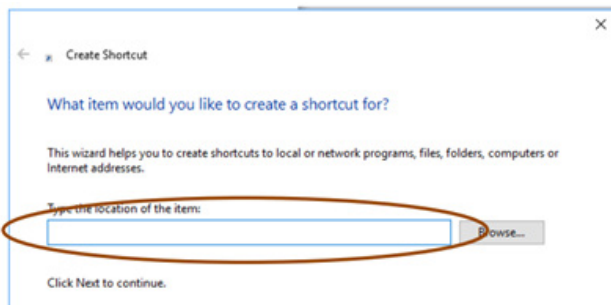 Create Shortcut
What item would you like to create a shortcut for?
This wizard helps you to create shortcuts to local or network programs, files, folders, computers or
Internet addresses.
Type the location of the item:
Browse...
Click Next to continue.